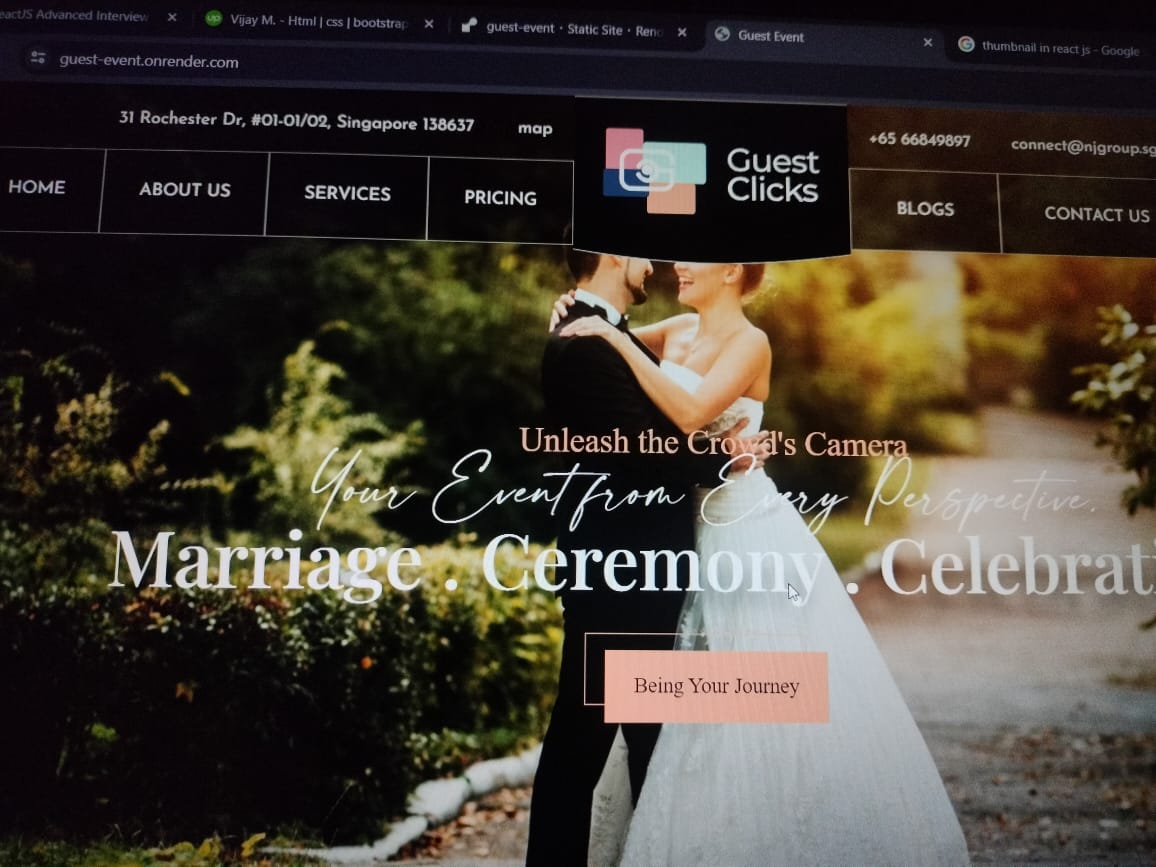 eactJS Advanced Interview
up Vijay M. - Html | css | bootstrap
guest-event • Static Site • Ren
Guest Event
thumbnail in react js - Google
guest-event.onrender.com
31 Rochester Dr, #01-01/02, Singapore 138637 map
+65 66849897 connect@njgroup.sg
HOME ABOUT US SERVICES PRICING
Guest
Clicks
BLOGS CONTACT US
Unleash the Crowd's Camera
Your Event from Every Perspective.
Marriage . Ceremony . Celebrati
Being Your Journey